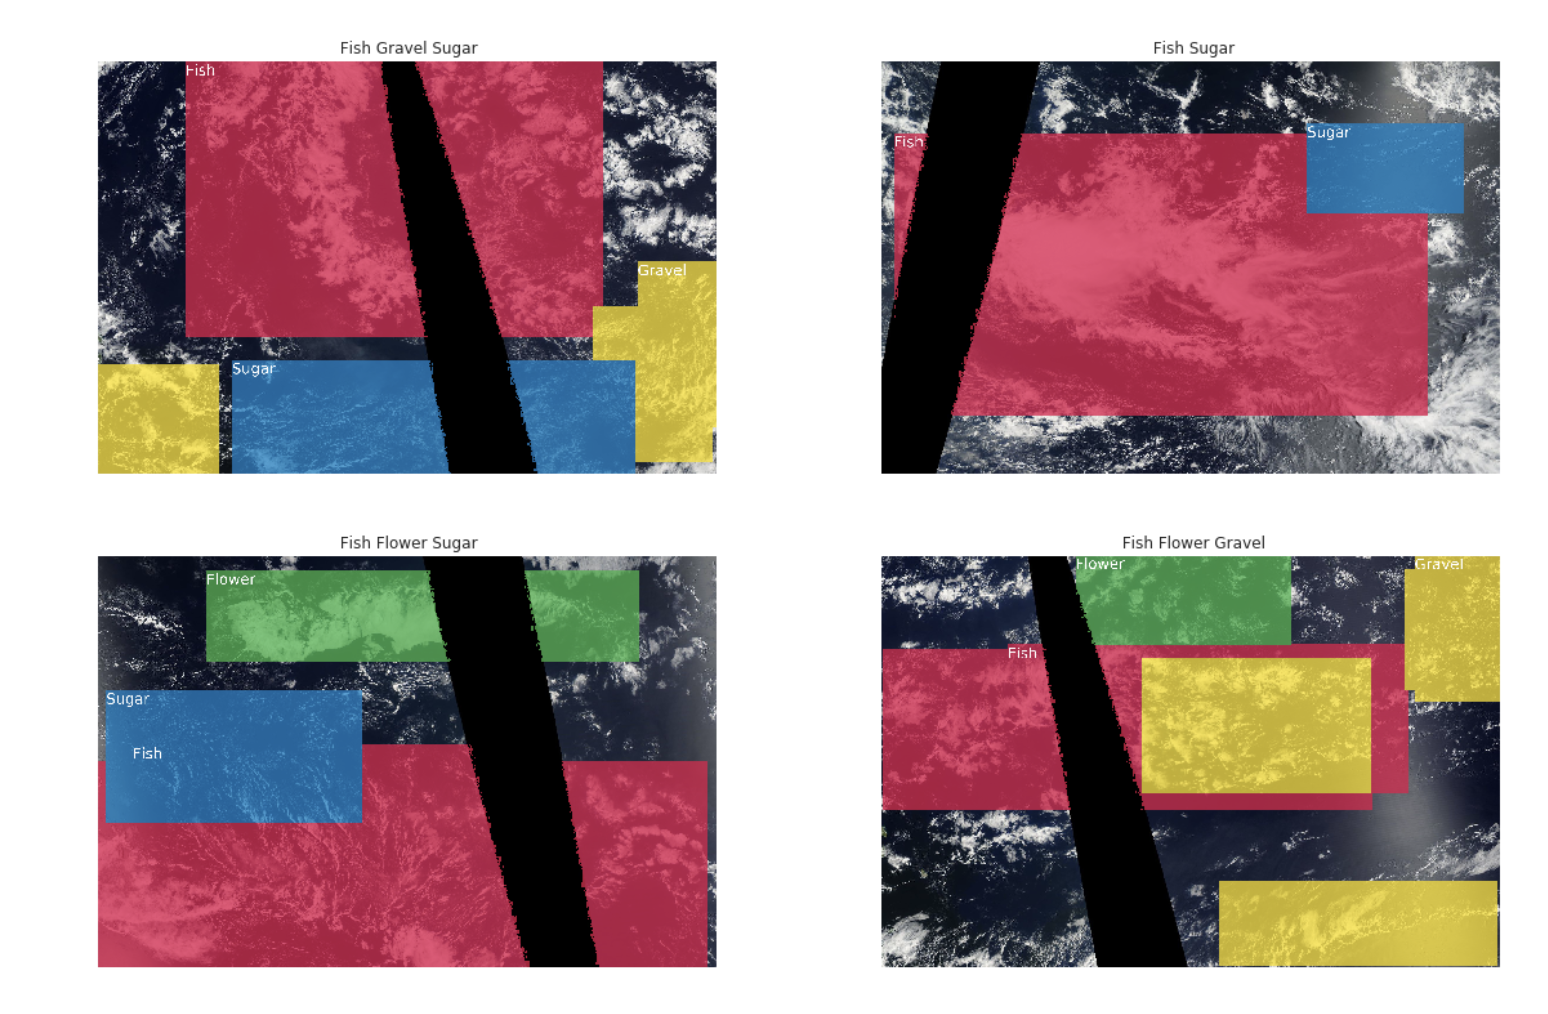 Fish Gravel Sugar
Fish
Gravel
Sugar
Fish Sugar
Sugar
Fish
Fish Flower Sugar
Flower
Sugar
Fish
Fish Flower Gravel
Flower
Gravel
Fish